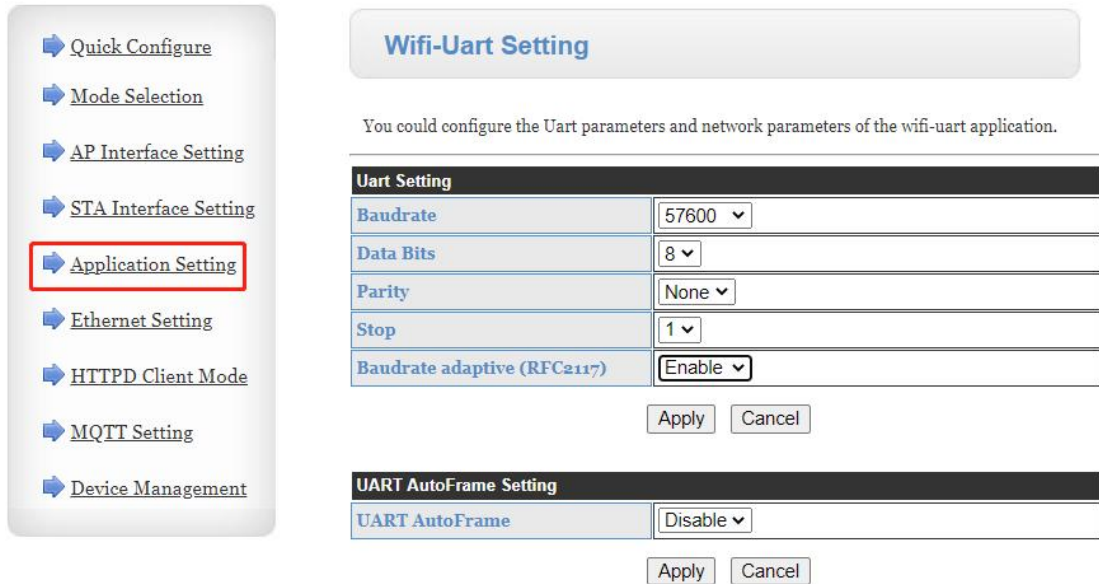 Quick Configure
Mode Selection
AP Interface Setting
STA Interface Setting
Application Setting
Ethernet Setting
HTTPD Client Mode
MQTT Setting
Device Management
Wifi-Uart Setting
You could configure the Uart parameters and network parameters of the wifi-uart application.
Uart Setting
Baudrate 57600
Data Bits 8
Parity None
Stop 1
Baudrate adaptive (RFC2117) Enable
Apply Cancel
UART AutoFrame Setting
UART AutoFrame Disable
Apply Cancel